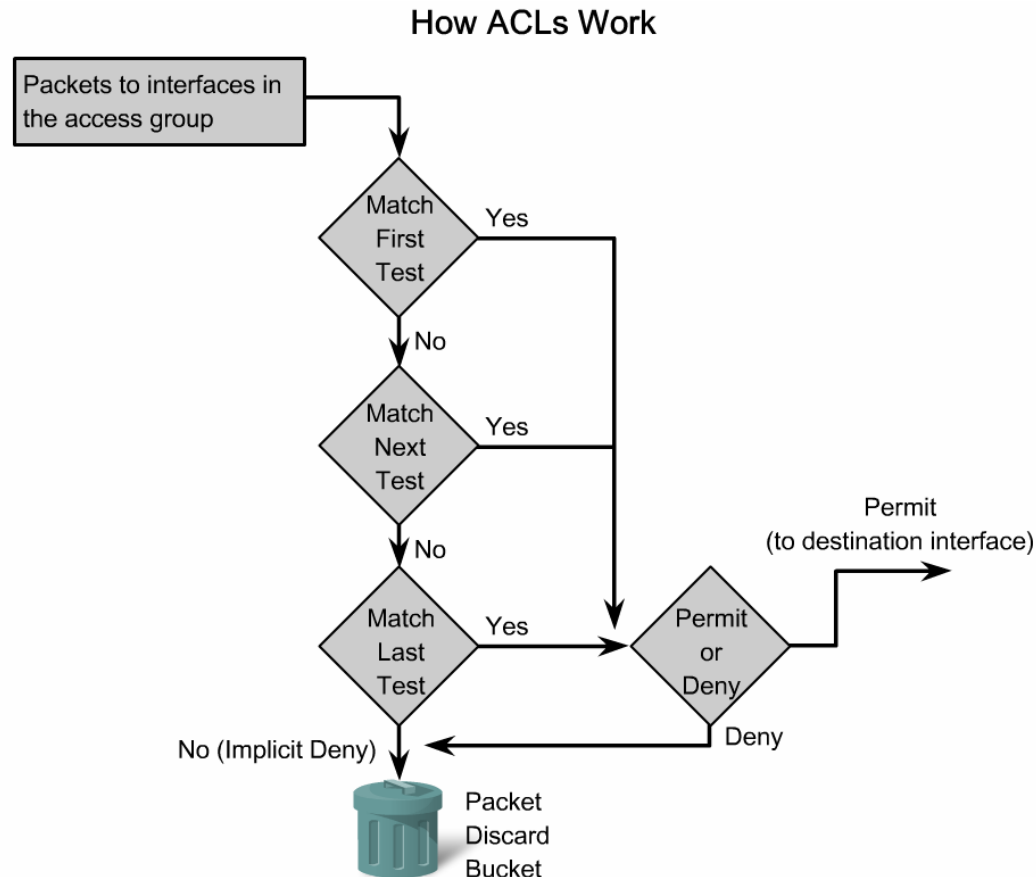 How ACLs Work
Packets to interfaces in
the access group
Match
First
Test
Yes
No
Match
Next
Test
Yes
No
Match
Last
Test
Yes
Permit
or
Deny
Permit
(to destination interface)
Deny
No (Implicit Deny)
Packet
Discard
Bucket